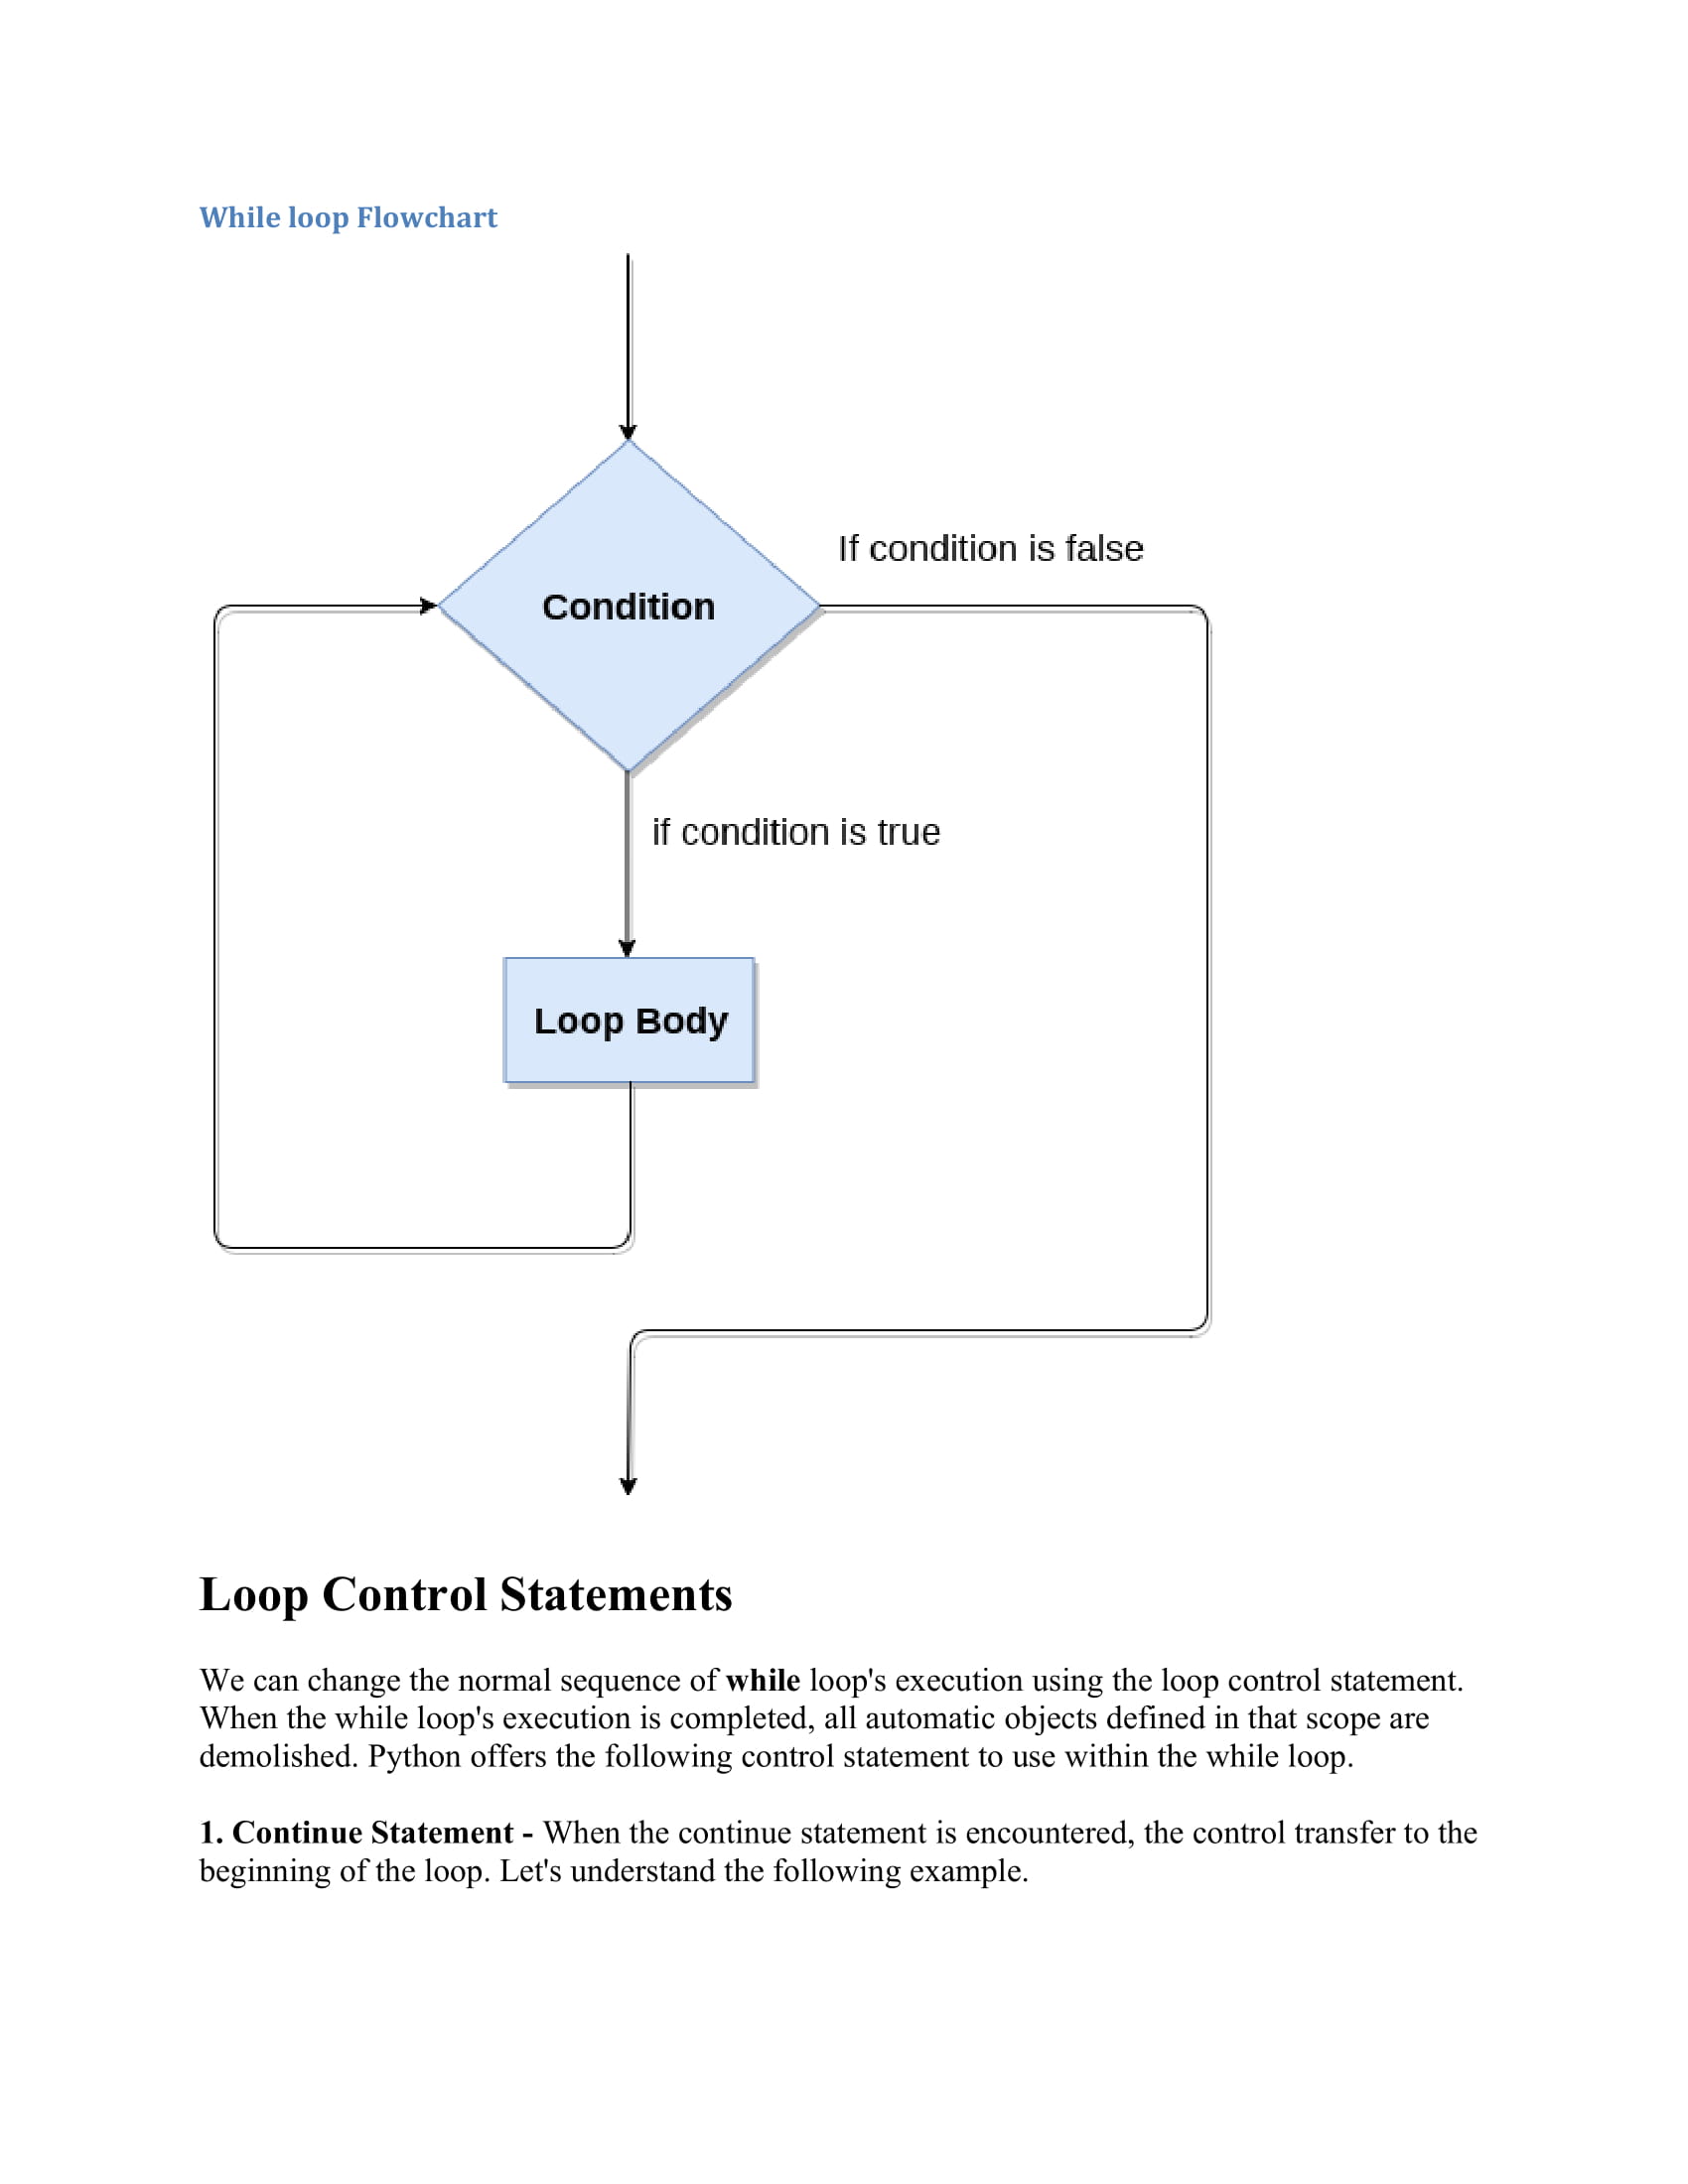 While loop Flowchart
If condition is false
Condition
if condition is true
Loop Body
Loop Control Statements
We can change the normal sequence of while loop's execution using the loop control statement.
When the while loop's execution is completed, all automatic objects defined in that scope are
demolished. Python offers the following control statement to use within the while loop.
1. Continue Statement - When the continue statement is encountered, the control transfer to the
beginning of the loop. Let's understand the following example.